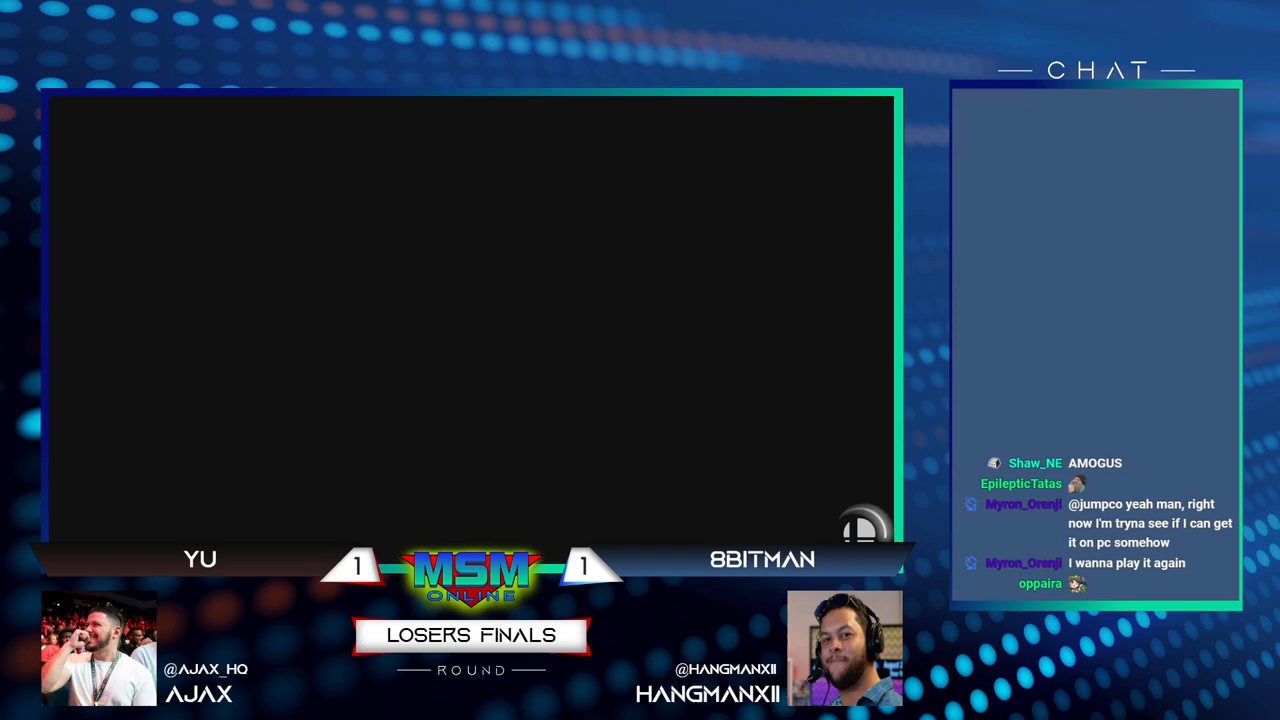 CHAT
Shaw_NE AMOGUS
EpilepticTatas
Myron_Orenji @jumpco yeah man, right
now I'm tryna see if I can get
it on pc somehow
Myron_Orenji I wanna play it again
oppaira
YU 1 MSM 1 8BITMAN
ONLINE
LOSERS FINALS
ROUND
@AJAX_HQ
AJAX
@HANGMANXII
HANGMANXII